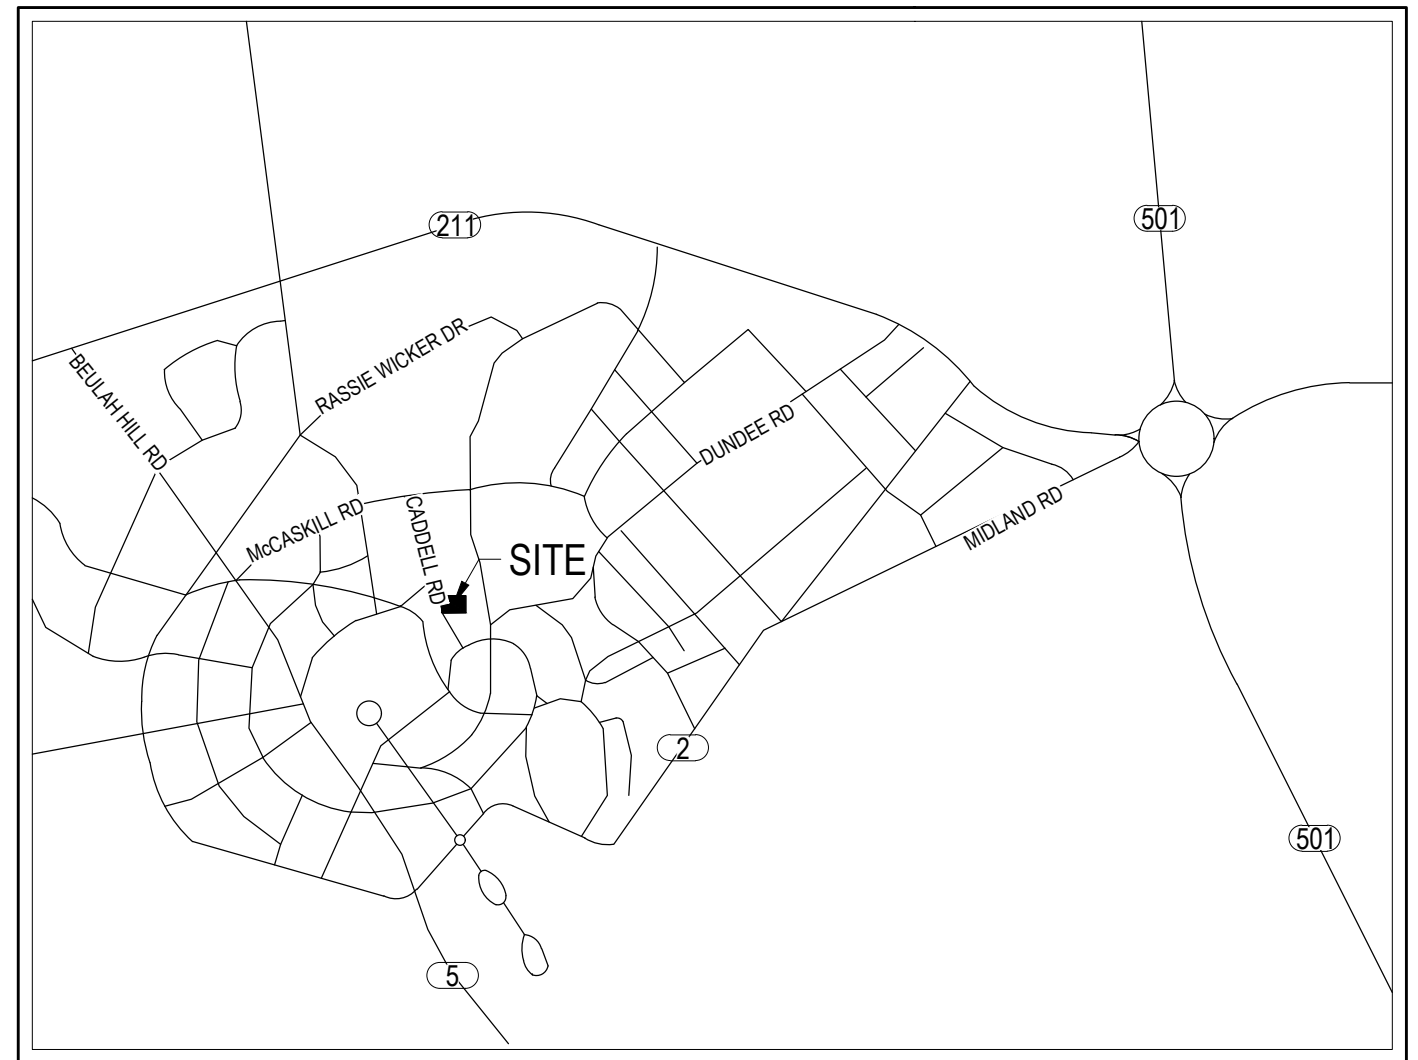 211
501
RASSIE WICKER DR
BEULAH HILL RD
DUNDEE RD
McCASKILL RD
CADDELL RD
MIDLAND RD
SITE
2
501
5